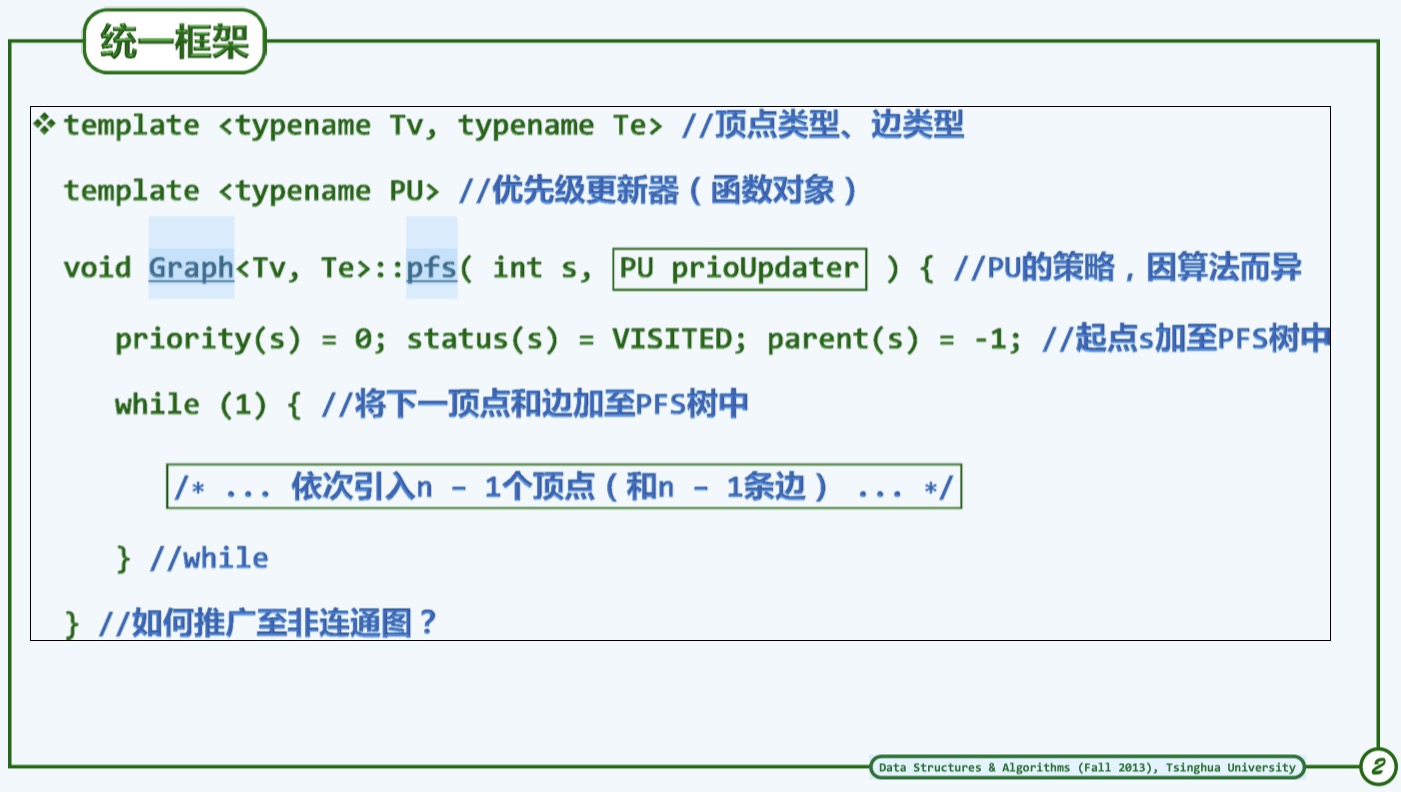 统一框架
❖ template <typename Tv, typename Te> //顶点类型、边类型
template <typename PU> //优先级更新器（函数对象）
void Graph<Tv, Te>::pfs( int s, PU prioUpdater ) { //PU的策略，因算法而异
priority(s) = 0; status(s) = VISITED; parent(s) = -1; //起点s加至PFS树中
while (1) { //将下一顶点和边加至PFS树中
/* ... 依次引入n - 1个顶点（和n - 1条边） ... */
} //while
} //如何推广至非连通图？
Data Structures & Algorithms (Fall 2013), Tsinghua University
2